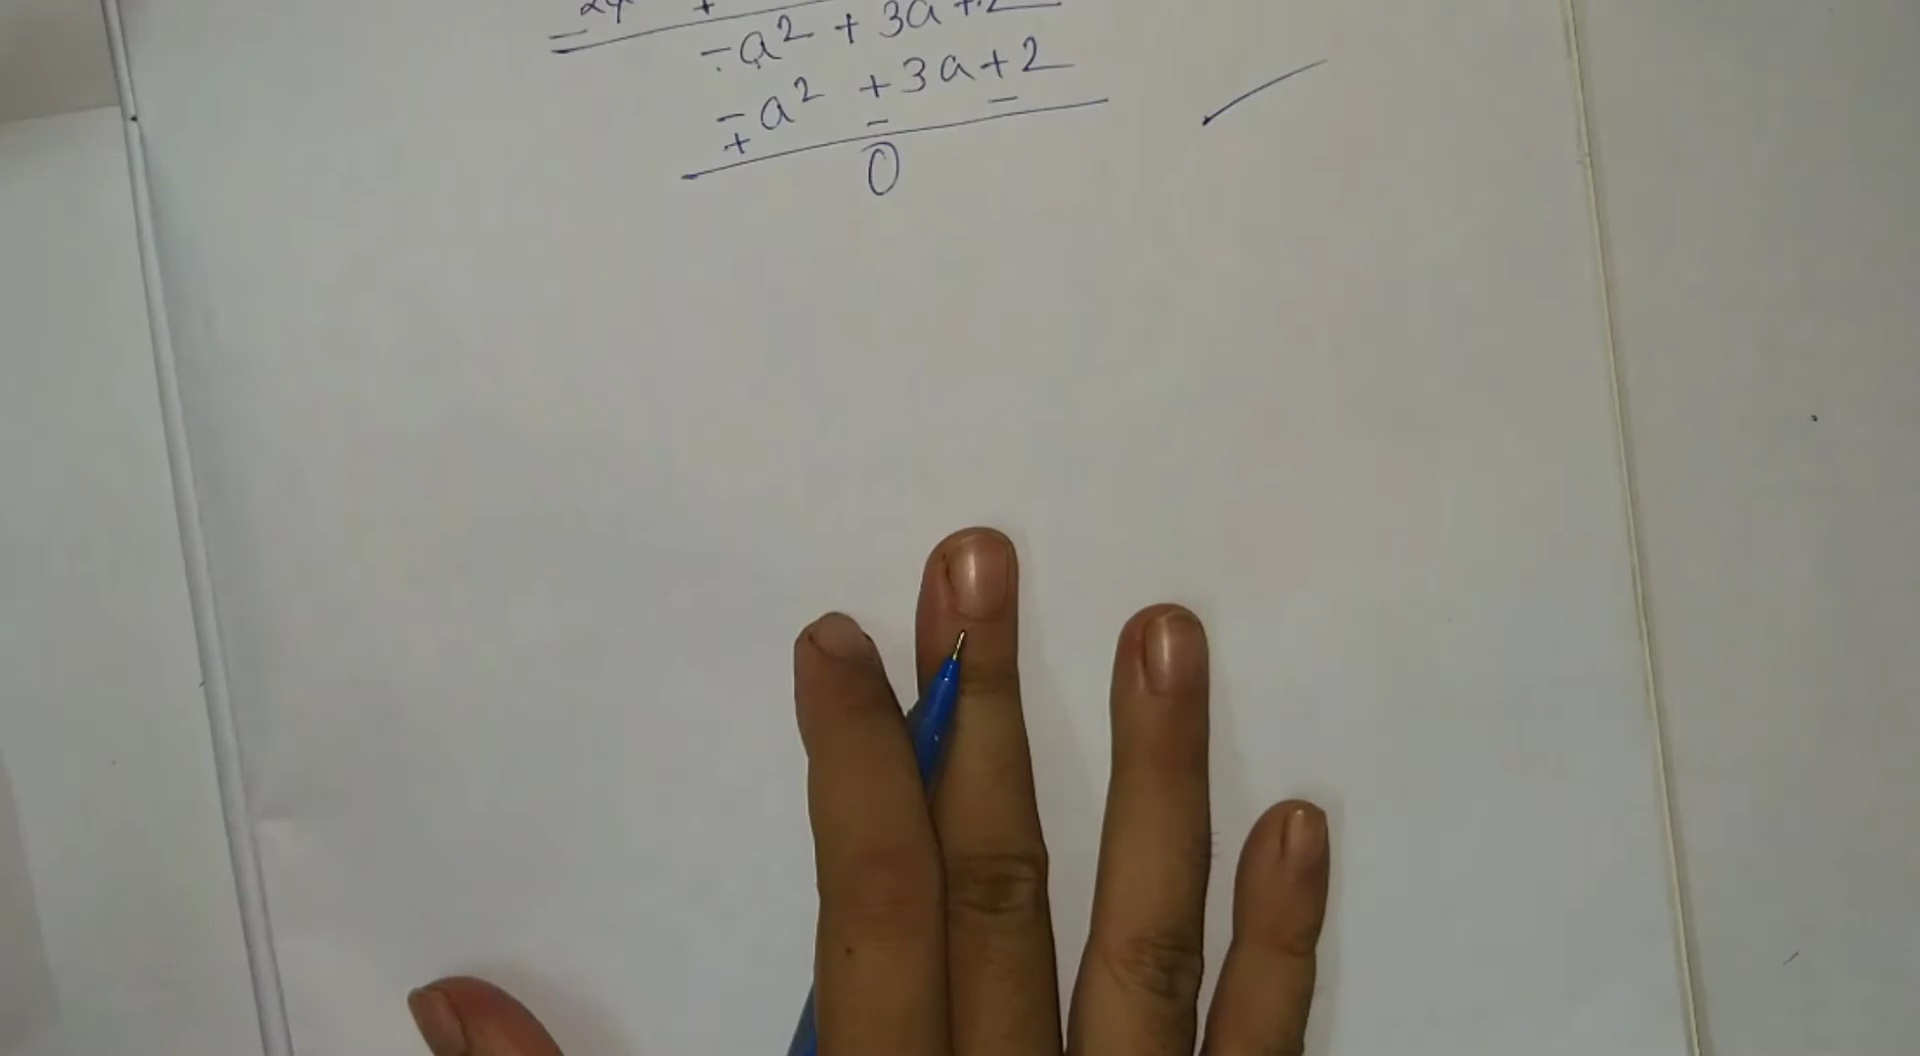 -a² + 3a + 2
-a² + 3a + 2
+ - -
0